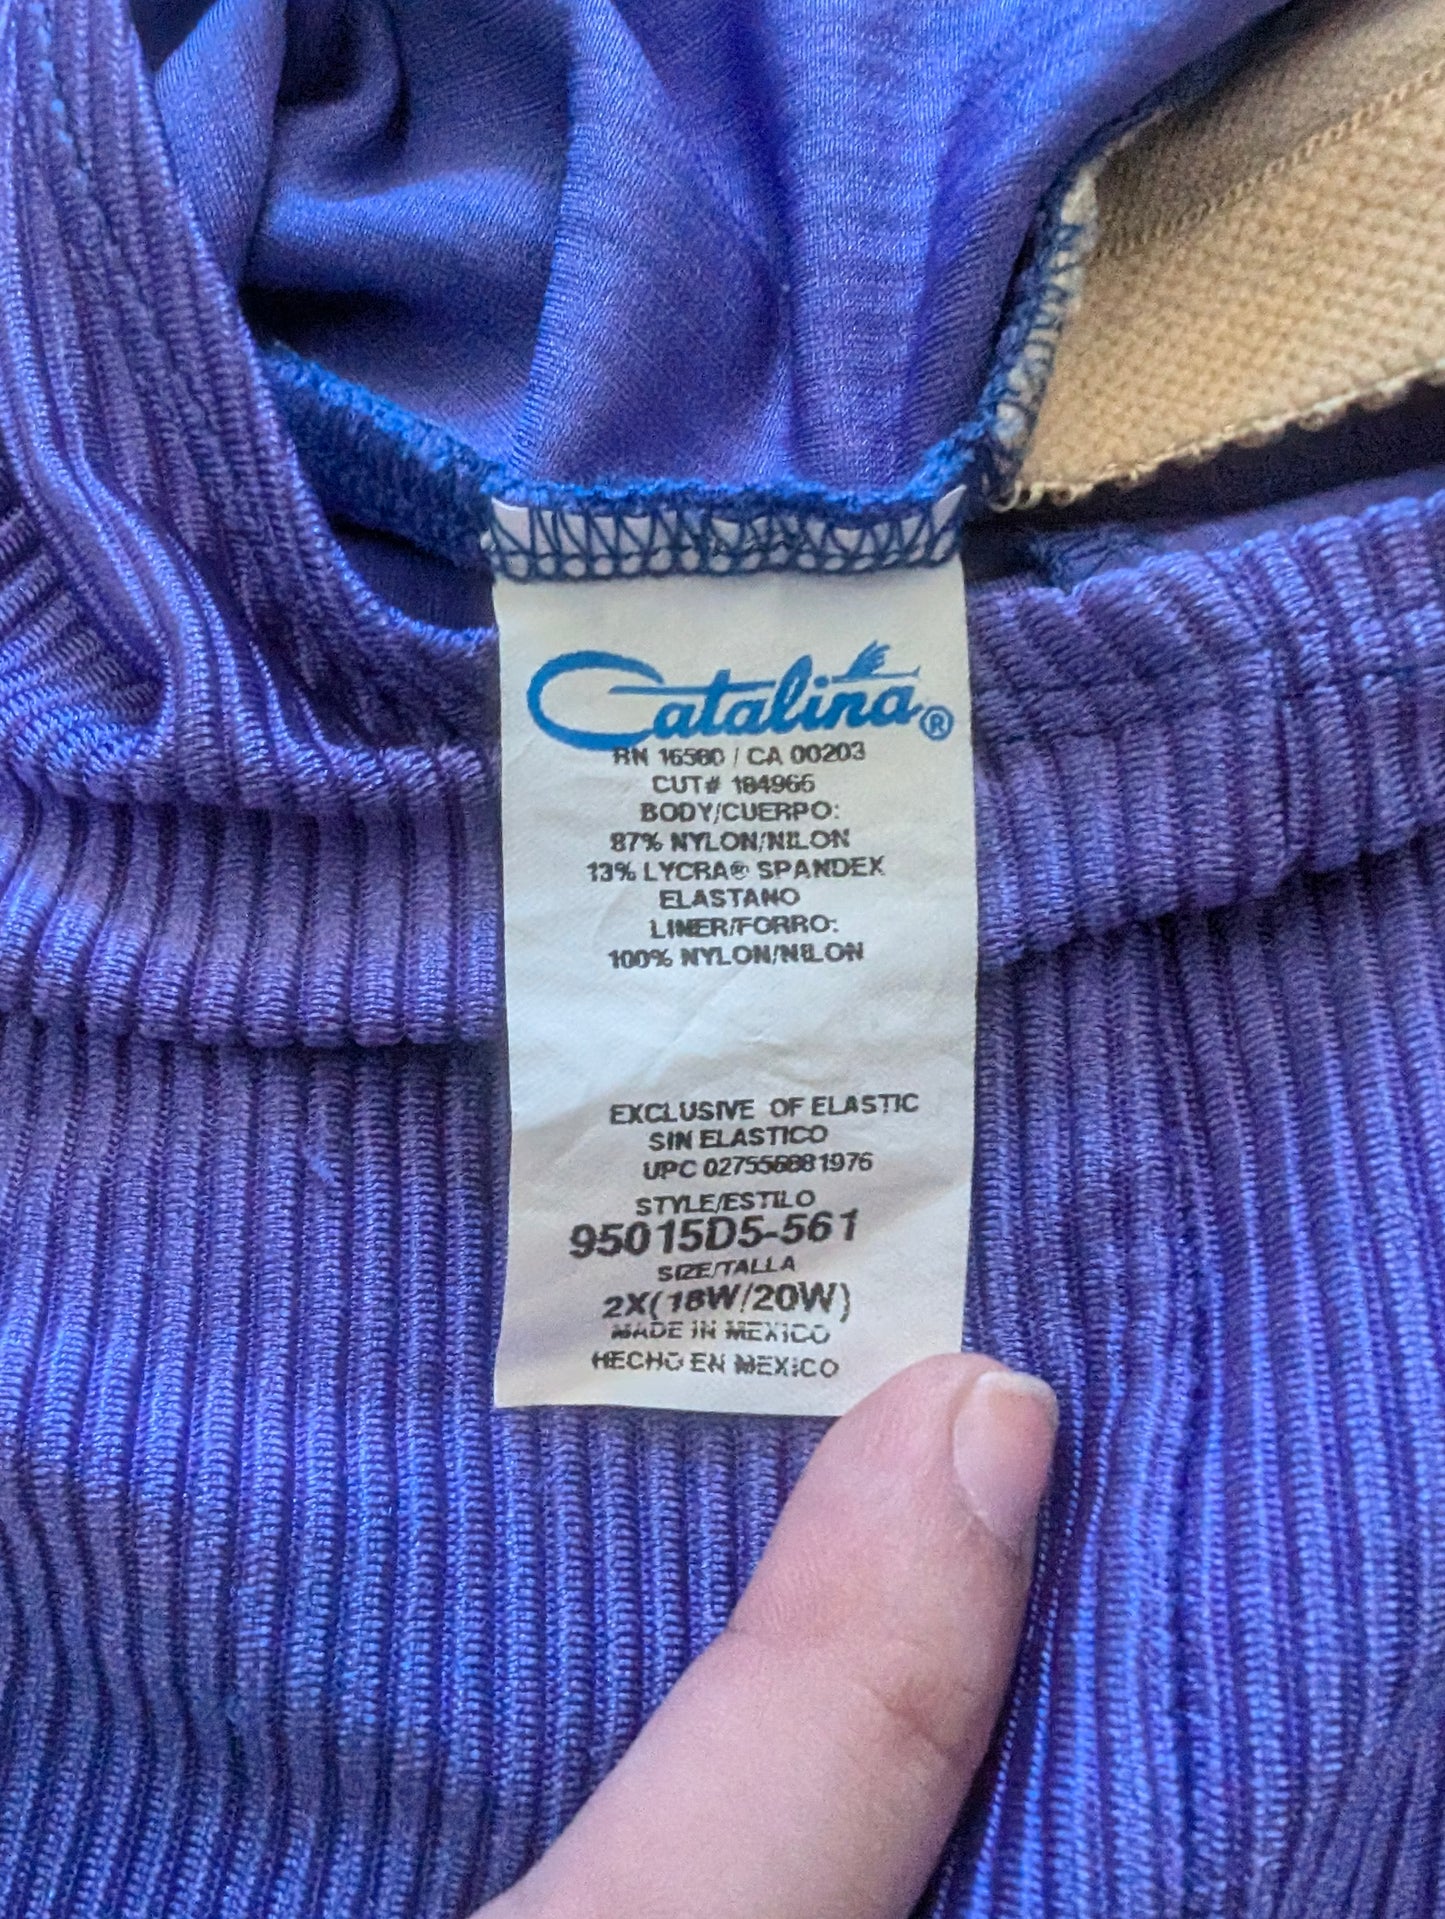 Catalina®
RN 16580 / CA 00203
CUT# 184966
BODY/CUERPO:
87% NYLON/NILON
13% LYCRA® SPANDEX
ELASTANO
LINER/FORRO:
100% NYLON/NILON
EXCLUSIVE OF ELASTIC
SIN ELASTICO
UPC
STYLE/ESTILO
95015D5-561
SIZE/TALLA
2X(18W/20W)
MADE IN MEXICO
HECHO EN MEXICO